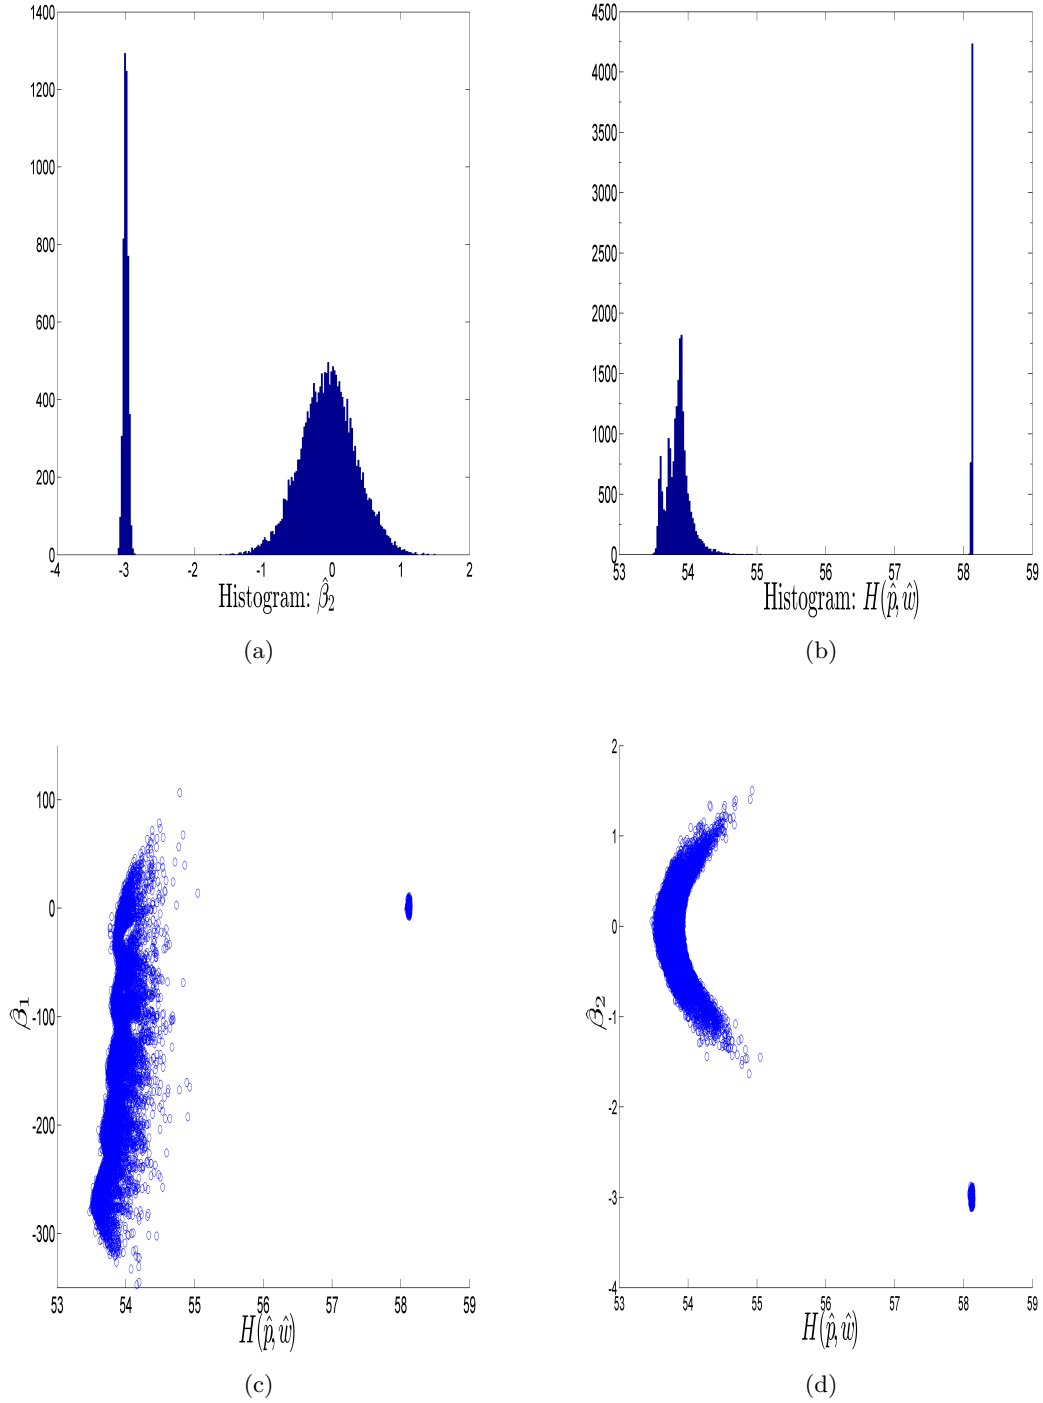 1400
1200
1000
800
600
400
200
0
-4 -3 -2 -1 0 1 2
Histogram: β̂₂
(a)
4500
4000
3500
3000
2500
2000
1500
1000
500
0
53 54 55 56 57 58 59
Histogram: H(p̂, ŵ)
(b)
100
0
-100
-200
-300
β̂₁
53 54 55 56 57 58 59
H(p̂, ŵ)
(c)
2
1
0
-1
-2
-3
-4
β̂₂
53 54 55 56 57 58 59
H(p̂, ŵ)
(d)